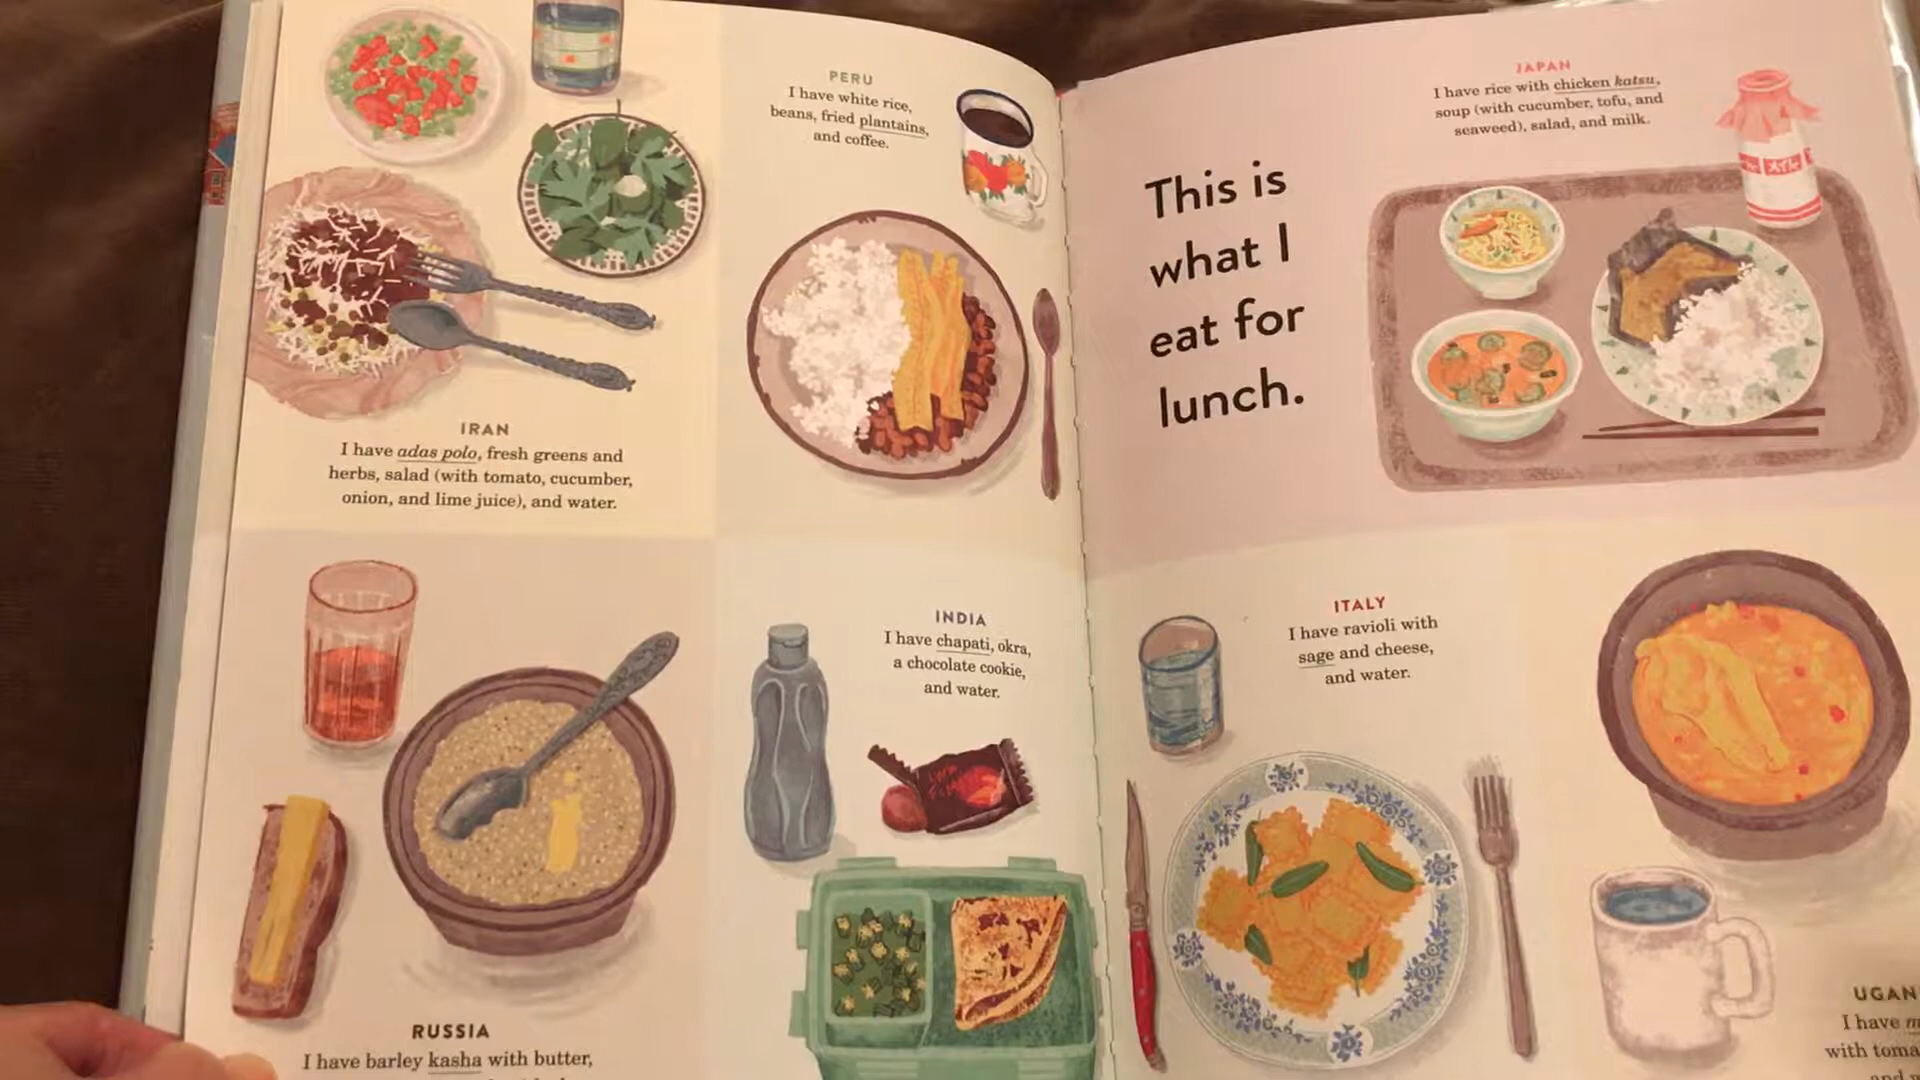 PERU
I have white rice,
beans, fried plantains,
and coffee.
IRAN
I have adas polo, fresh greens and
herbs, salad (with tomato, cucumber,
onion, and lime juice), and water.
RUSSIA
I have barley kasha with butter,
INDIA
I have chapati, okra,
a chocolate cookie,
and water.
This is
what I
eat for
lunch.
JAPAN
I have rice with chicken katsu,
soup (with cucumber, tofu, and
seaweed), salad, and milk.
ITALY
I have ravioli with
sage and cheese,
and water.
UGAN
I have m
with toma